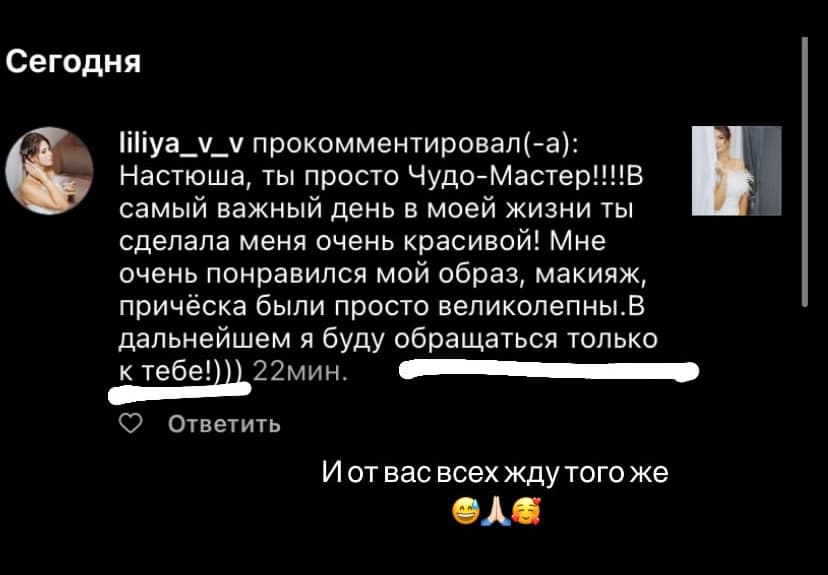 Сегодня
liliya_v_v прокомментировал(-а):
Настюша, ты просто Чудо-Мастер!!!!В
самый важный день в моей жизни ты
сделала меня очень красивой! Мне
очень понравился мой образ, макияж,
причёска были просто великолепны.В
дальнейшем я буду обращаться только
к тебе!))) 22мин.
Ответить
И от вас всех жду того же
😅🙏🏻🥰